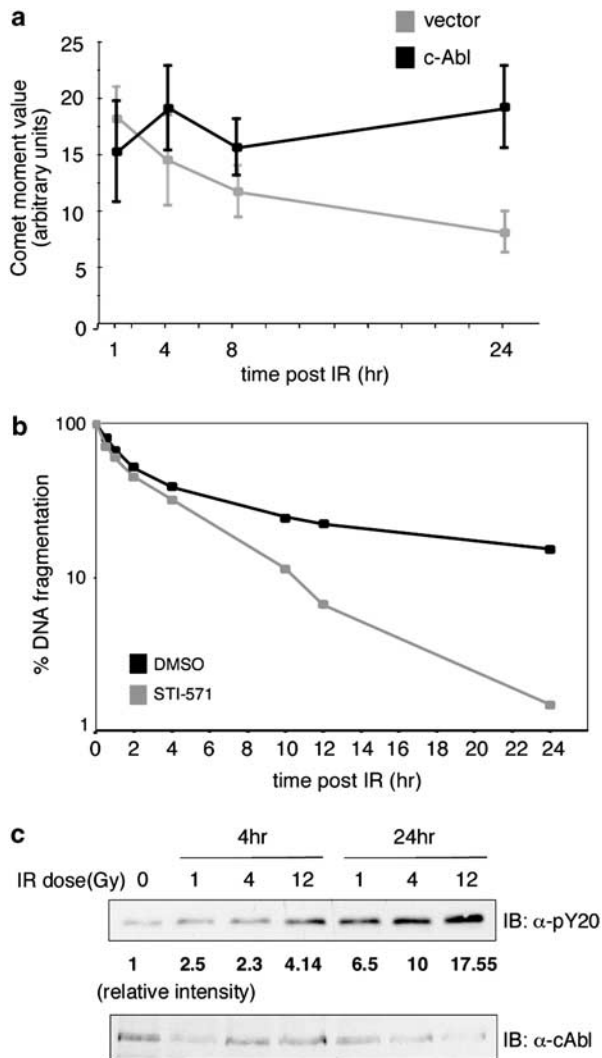 a
vector
c-Abl
Comet moment value
(arbitrary units)
25
20
15
10
5
0
1 4 8 24
time post IR (hr)
b
% DNA fragmentation
100
10
1
DMSO
STI-571
0 2 4 6 8 10 12 14 16 18 20 22 24
time post IR (hr)
c
4hr 24hr
IR dose(Gy) 0 1 4 12 1 4 12
IB: α-pY20
1 2.5 2.3 4.14 6.5 10 17.55
(relative intensity)
IB: α-cAbl